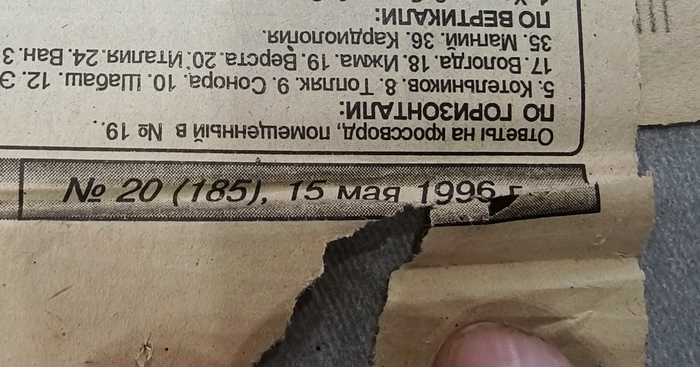 Ответы на кроссворд, помещенный в № 19.
ПО ГОРИЗОНТАЛИ:
5. Котельников. 8. Топляк. 9. Сонора. 10. Шабаш. 12. Э
17. Вологда. 18. Ижма. 19. Верста. 20. Италия. 24. Ван. 3
35. Магний. 36. Кардиология.
ПО ВЕРТИКАЛИ:
№ 20 (185), 15 мая 1996 г